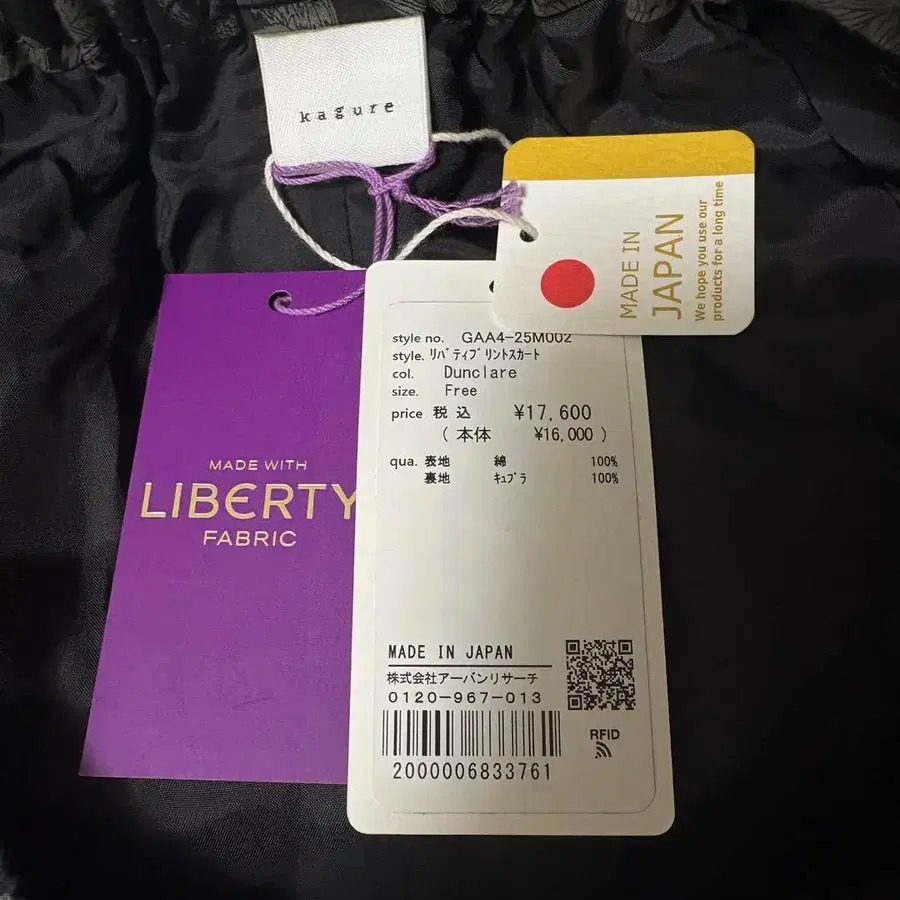 kagure
MADE IN
JAPAN
We hope you use our
products for a long time
MADE WITH
LIBERTY
FABRIC
style no. GAA4-25M002
style. ﾘﾊﾞﾃｨﾌﾟﾘﾝﾄｽｶｰﾄ
col. Dunclare
size. Free
price 税込 ¥17,600
( 本体 ¥16,000 )
qua. 表地 綿 100%
裏地 ｷｭﾌﾟﾗ 100%
MADE IN JAPAN
株式会社アーバンリサーチ
0120-967-013
RFID
2000006833761